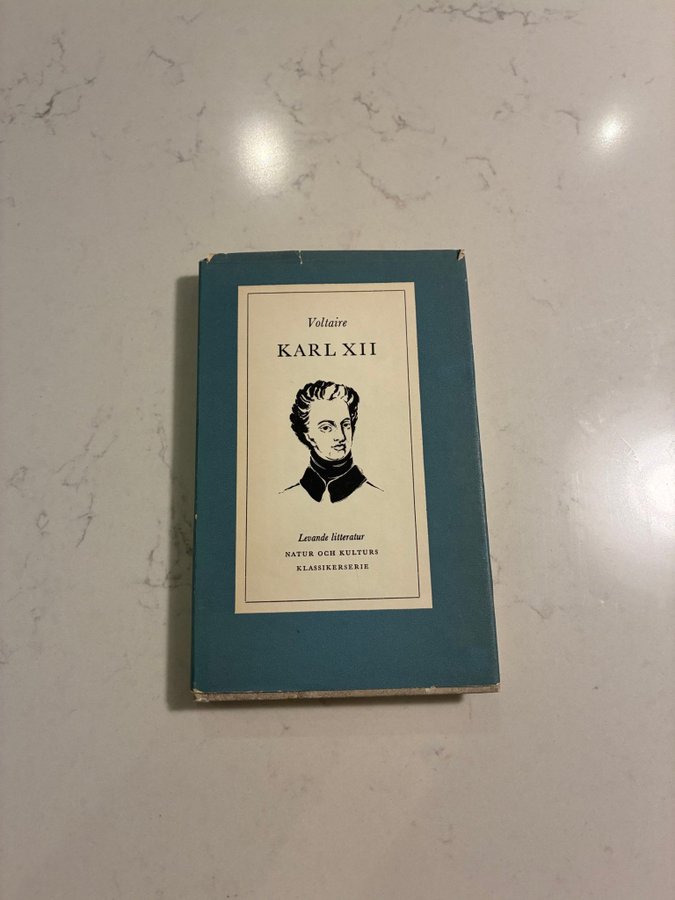 Voltaire
KARL XII
Levande litteratur
NATUR OCH KULTURS
KLASSIKERSERIE